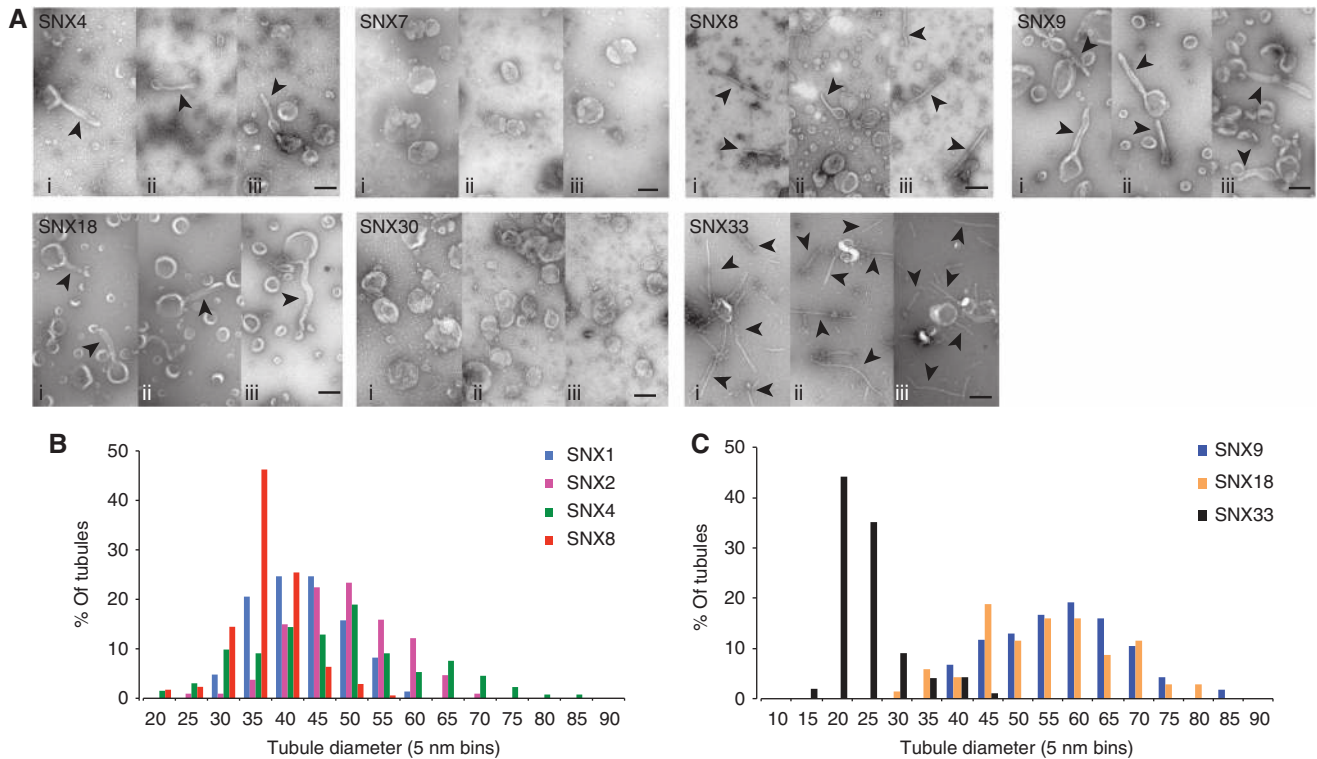 A
SNX4
i
ii
iii
SNX7
i
ii
iii
SNX8
i
ii
iii
SNX9
i
ii
iii
SNX18
i
ii
iii
SNX30
i
ii
iii
SNX33
i
ii
iii
B
50
40
30
20
10
0
% Of tubules
SNX1
SNX2
SNX4
SNX8
20 25 30 35 40 45 50 55 60 65 70 75 80 85 90
Tubule diameter (5 nm bins)
C
50
40
30
20
10
0
% Of tubules
SNX9
SNX18
SNX33
10 15 20 25 30 35 40 45 50 55 60 65 70 75 80 85 90
Tubule diameter (5 nm bins)